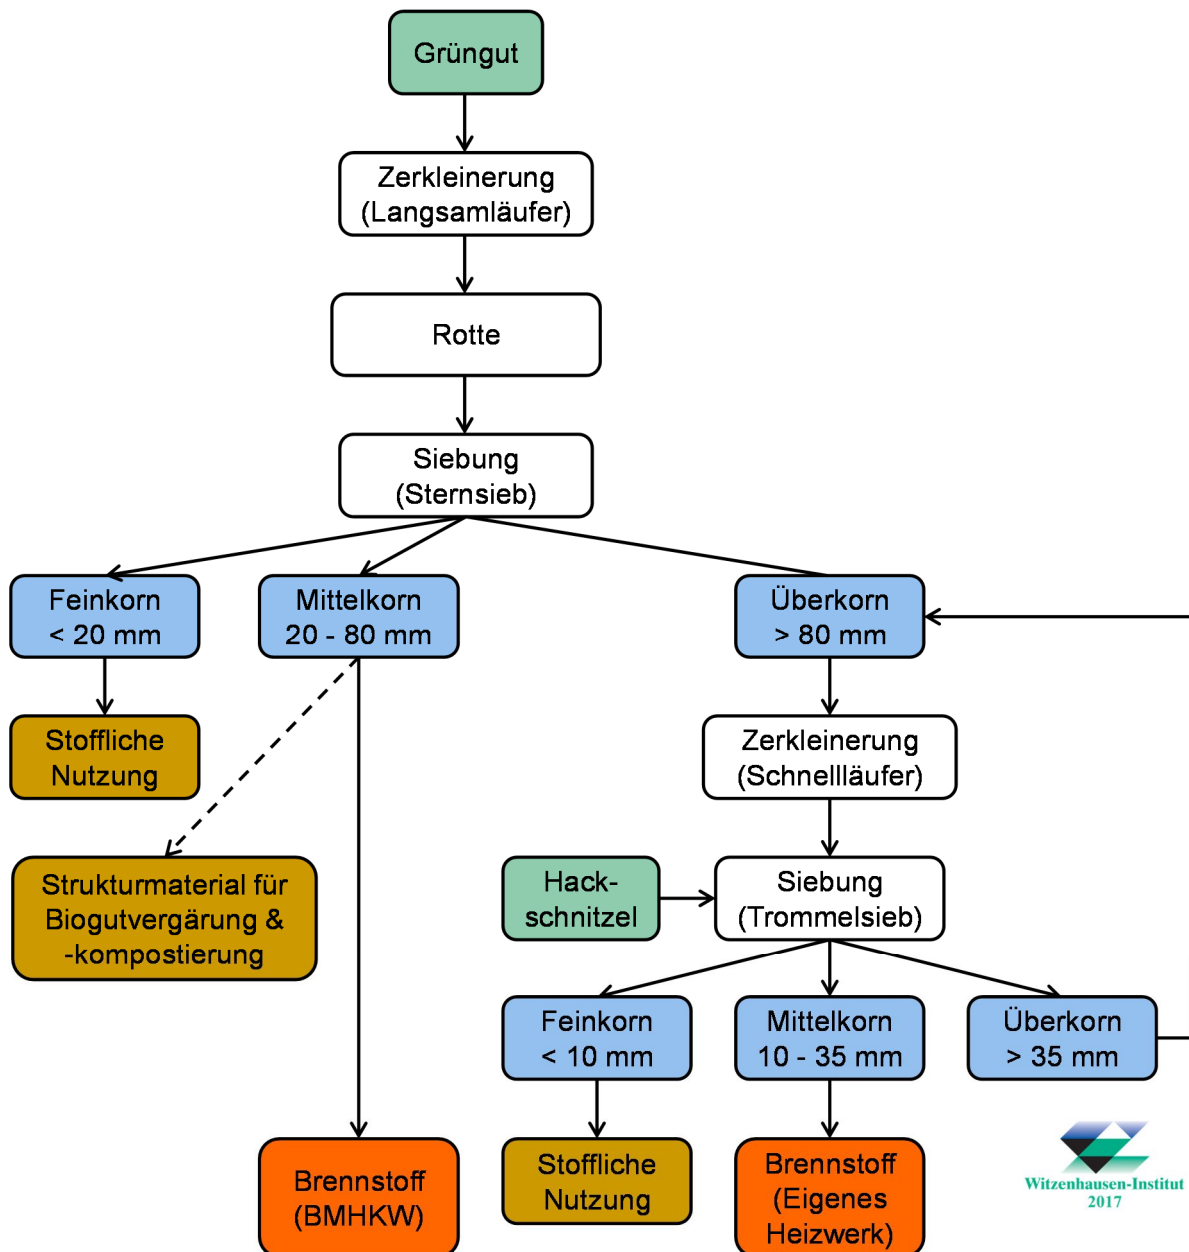 Grüngut
Zerkleinerung
(Langsamläufer)
Rotte
Siebung
(Sternsieb)
Feinkorn
< 20 mm
Mittelkorn
20 - 80 mm
Überkorn
> 80 mm
Stoffliche
Nutzung
Zerkleinerung
(Schnellläufer)
Strukturmaterial für
Biogutvergärung &
-kompostierung
Hack-
schnitzel
Siebung
(Trommelsieb)
Feinkorn
< 10 mm
Mittelkorn
10 - 35 mm
Überkorn
> 35 mm
Brennstoff
(BMHKW)
Stoffliche
Nutzung
Brennstoff
(Eigenes
Heizwerk)
Witzenhausen-Institut
2017